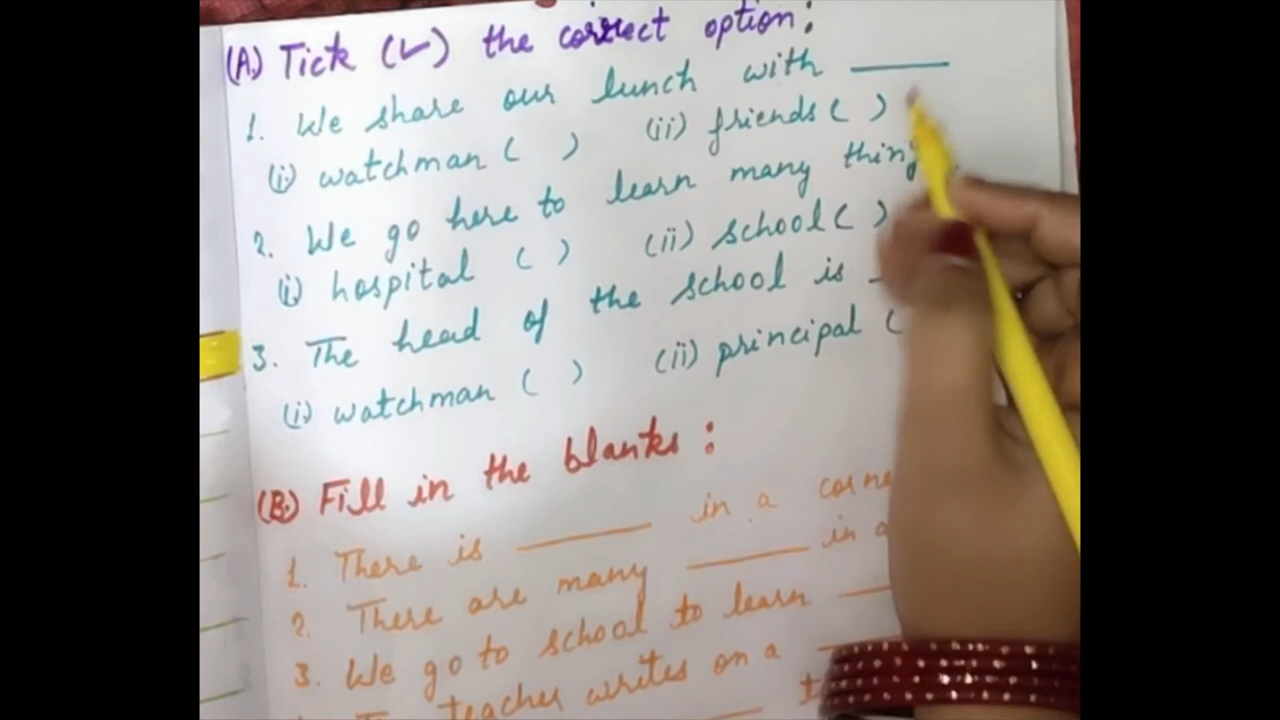 (A.) Tick (✓) the correct option:
1. We share our lunch with ______
(i) watchman ( ) (ii) friends ( )
2. We go here to learn many
(i) hospital ( ) (ii) school ( )
3. The head of the school is
(i) watchman ( ) (ii) principal (
(B.) Fill in the blanks:
1. There is ______ in a
2. There are many ______ in
3. We go to school to learn ___
teacher writes on a ___